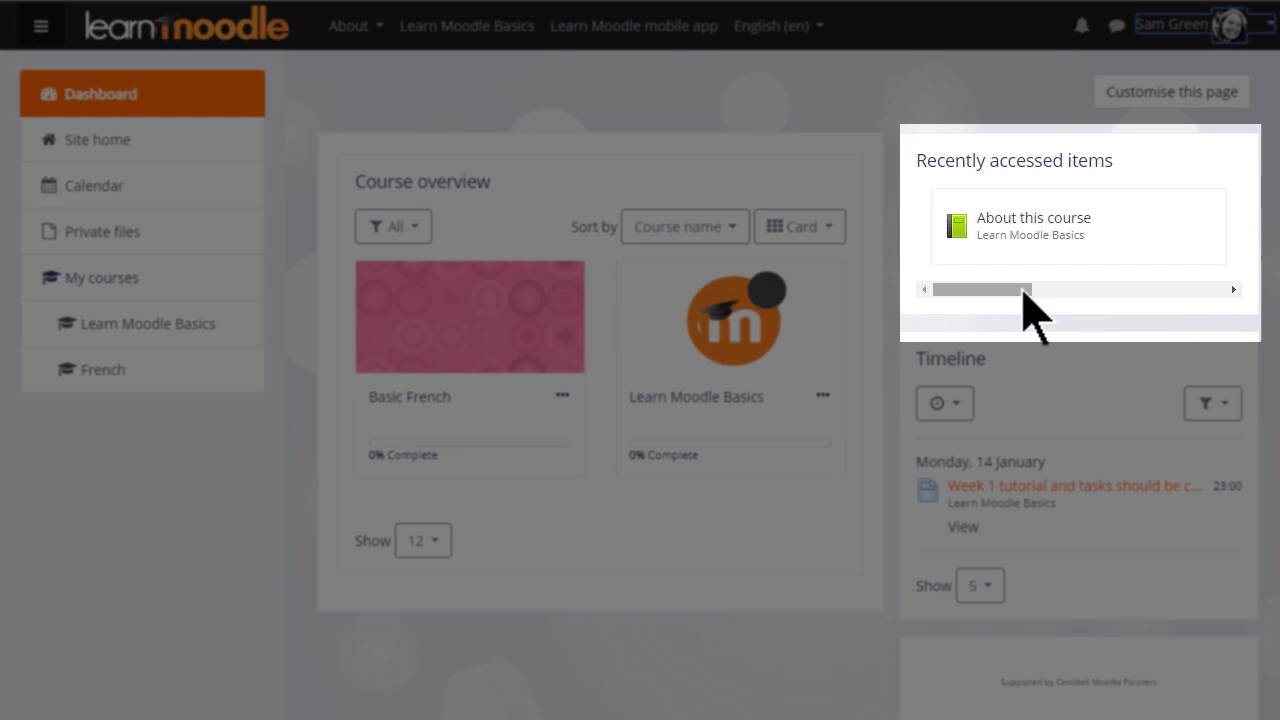 learn moodle
About
Learn Moodle Basics
Learn Moodle mobile app
English (en)
Sam Green
Dashboard
Site home
Calendar
Private files
My courses
Learn Moodle Basics
French
Customise this page
Course overview
All
Sort by
Course name
Card
Basic French
0% Complete
m
Learn Moodle Basics
0% Complete
Show
12
Recently accessed items
About this course
Learn Moodle Basics
Timeline
Monday, 14 January
Week 1 tutorial and tasks should be c...
23:00
Learn Moodle Basics
View
Show
5
Supported by Certified Moodle Partners